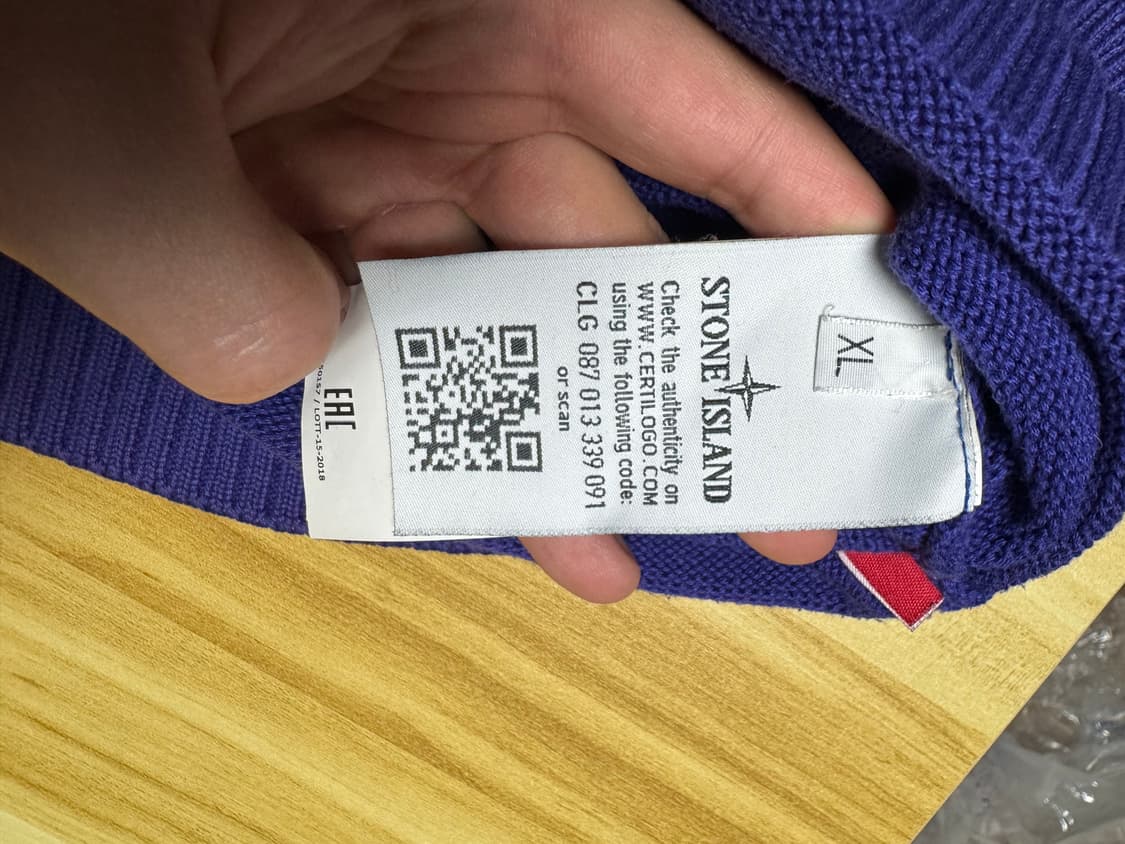 XL
STONE ISLAND
Check the authenticity on
WWW.CERTILOGO.COM
using the following code:
CLG 087 013 339 091
or scan
EAC
50157 / LOTT-15-2018